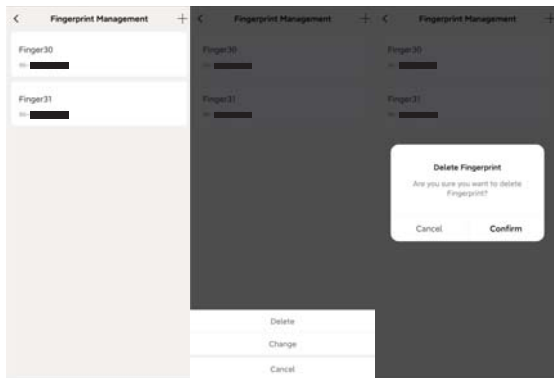 Fingerprint Management
Finger30
Finger31
Fingerprint Management
Finger30
Finger31
Delete
Change
Cancel
Fingerprint Management
Finger30
Finger31
Delete Fingerprint
Are you sure you want to delete
Fingerprint?
Cancel Confirm